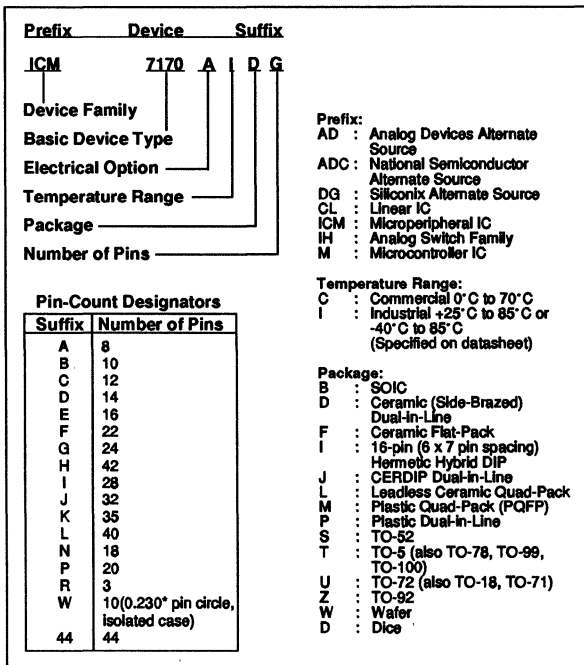 Prefix Device Suffix
ICM 7170 A I D G
Device Family
Basic Device Type
Electrical Option
Temperature Range
Package
Number of Pins
Pin-Count Designators
Suffix Number of Pins
A 8
B 10
C 12
D 14
E 16
F 22
G 24
H 42
I 28
J 32
K 35
L 40
N 18
P 20
R 3
W 10(0.230" pin circle,
isolated case)
44 44
Prefix:
AD : Analog Devices Alternate
Source
ADC : National Semiconductor
Alternate Source
DG : Siliconix Alternate Source
CL : Linear IC
ICM : Microperipheral IC
IH : Analog Switch Family
M : Microcontroller IC
Temperature Range:
C : Commercial 0°C to 70°C
I : Industrial +25°C to 85°C or
-40°C to 85°C
(Specified on datasheet)
Package:
B : SOIC
D : Ceramic (Side-Brazed)
Dual-in-Line
F : Ceramic Flat-Pack
I : 16-pin (6 x 7 pin spacing)
Hermetic Hybrid DIP
J : CERDIP Dual-in-Line
L : Leadless Ceramic Quad-Pack
M : Plastic Quad-Pack (PQFP)
P : Plastic Dual-in-Line
S : TO-52
T : TO-5 (also TO-78, TO-99,
TO-100)
U : TO-72 (also TO-18, TO-71)
Z : TO-92
W : Wafer
D : Dice